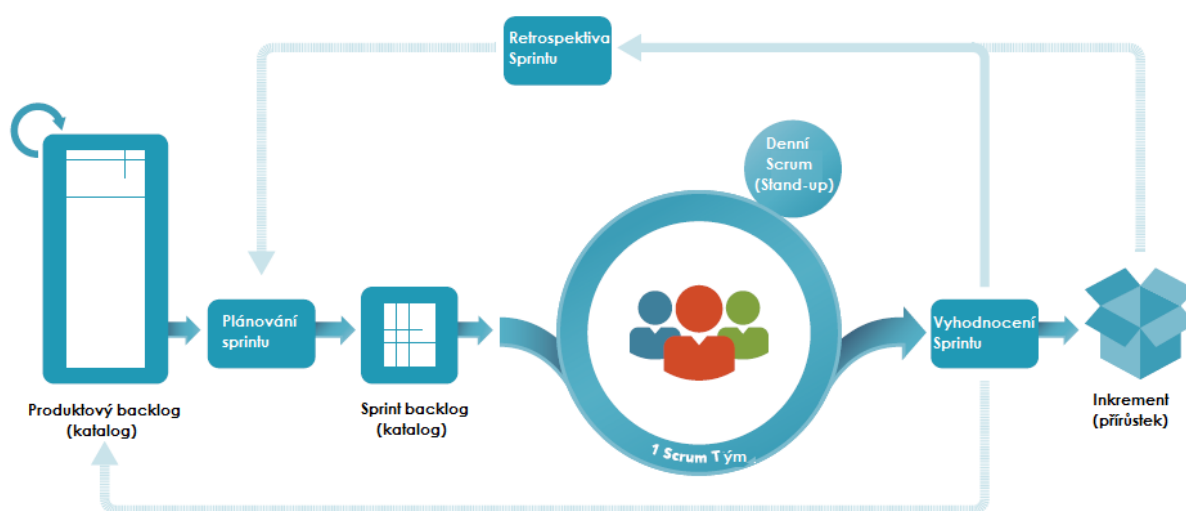 Retrospektiva
Sprintu
Denní
Scrum
(Stand-up)
Plánování
sprintu
Vyhodnocení
Sprintu
Produktový backlog
(katalog)
Sprint backlog
(katalog)
1 Scrum Tým
Inkrement
(přírůstek)